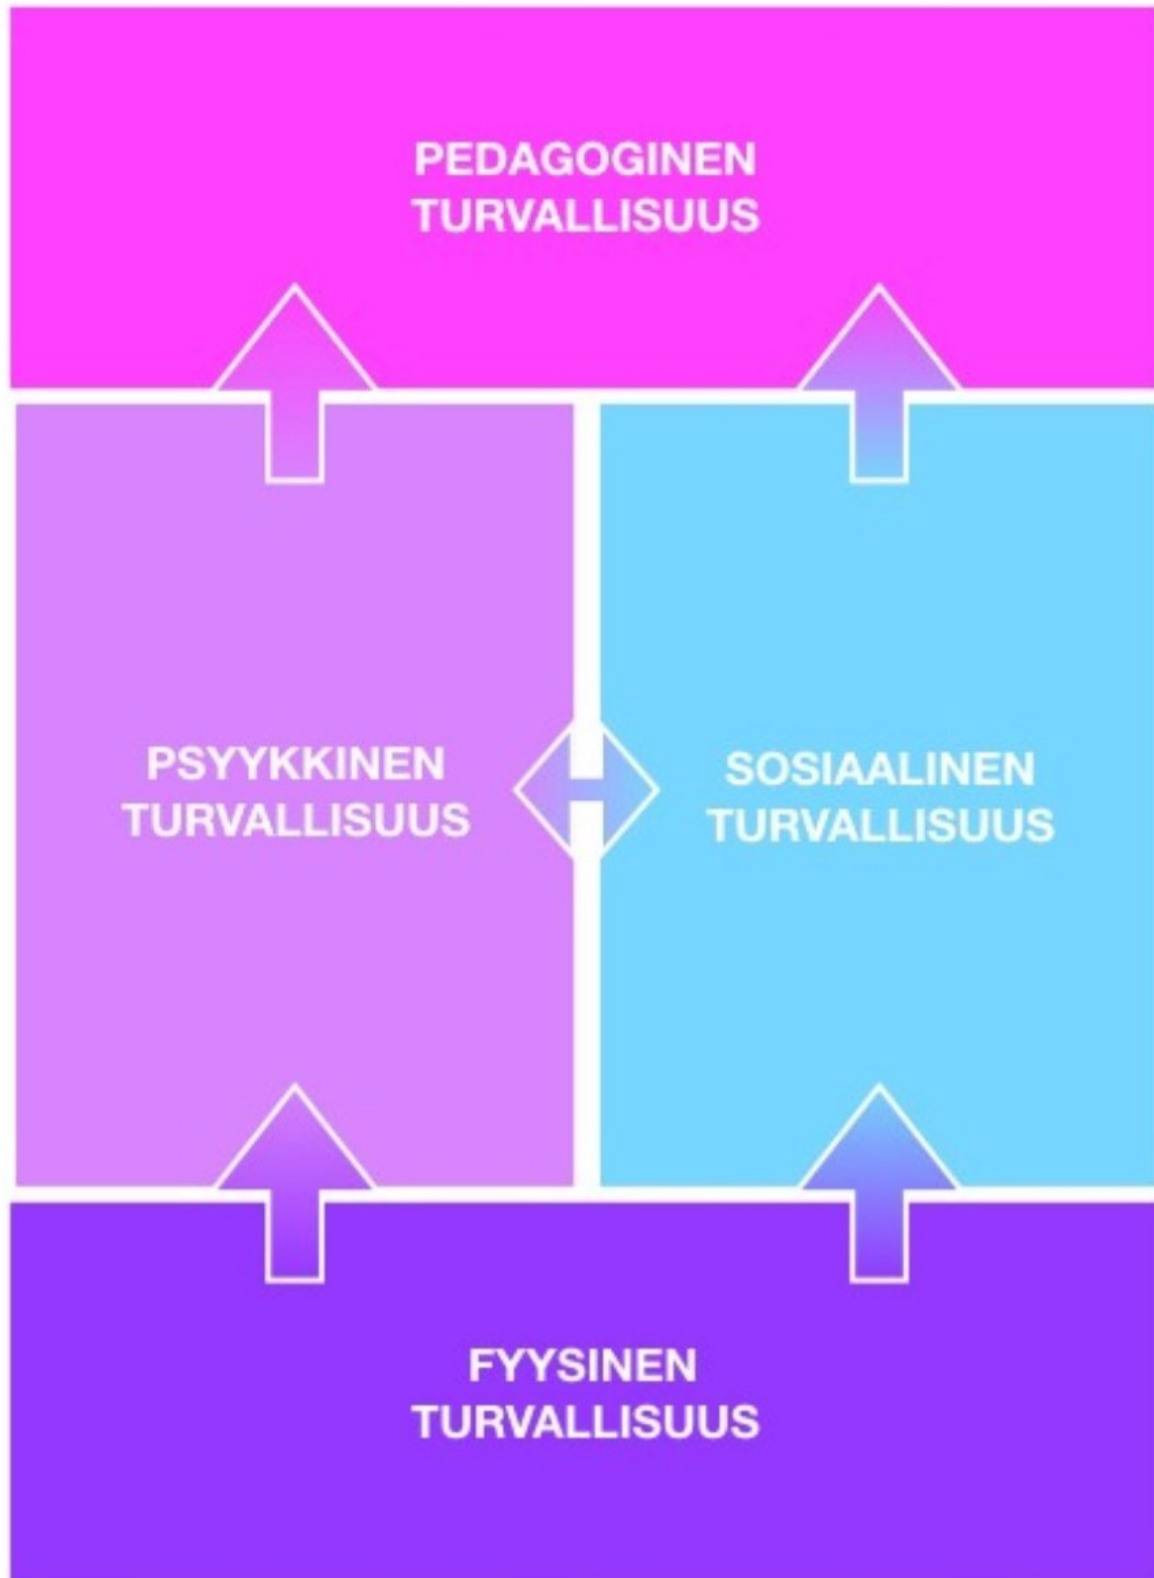 PEDAGOGINEN
TURVALLISUUS
PSYYKKINEN
TURVALLISUUS
SOSIAALINEN
TURVALLISUUS
FYYSINEN
TURVALLISUUS